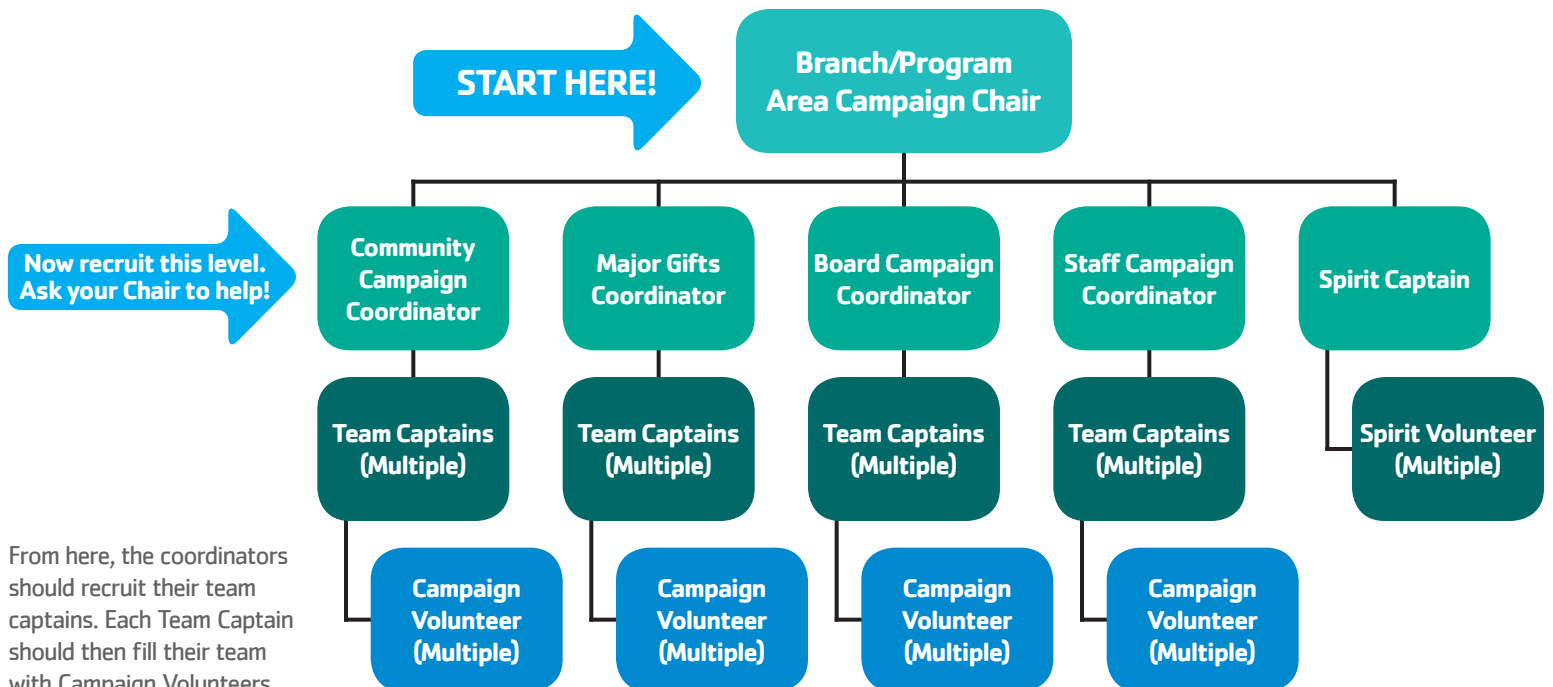 START HERE!
Branch/Program
Area Campaign Chair
Now recruit this level.
Ask your Chair to help!
Community
Campaign
Coordinator
Major Gifts
Coordinator
Board Campaign
Coordinator
Staff Campaign
Coordinator
Spirit Captain
Team Captains
(Multiple)
Team Captains
(Multiple)
Team Captains
(Multiple)
Team Captains
(Multiple)
Spirit Volunteer
(Multiple)
From here, the coordinators
should recruit their team
captains. Each Team Captain
should then fill their team
with Campaign Volunteers
Campaign
Volunteer
(Multiple)
Campaign
Volunteer
(Multiple)
Campaign
Volunteer
(Multiple)
Campaign
Volunteer
(Multiple)